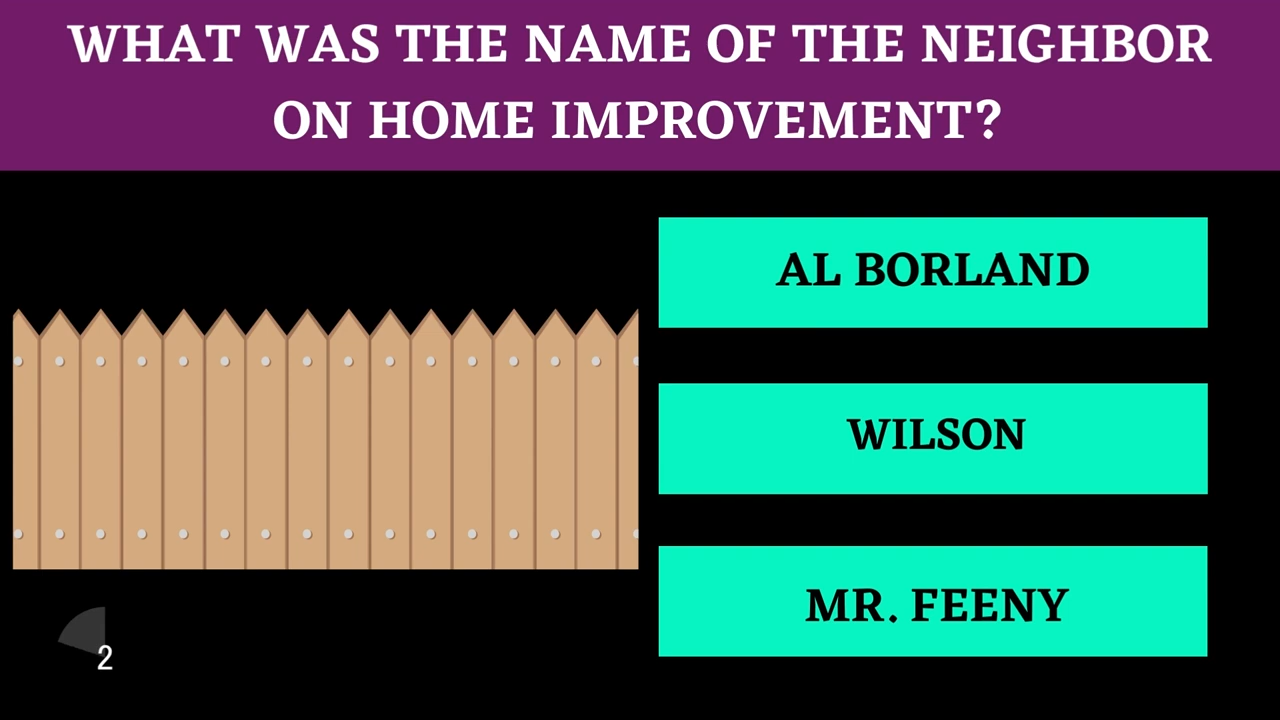 WHAT WAS THE NAME OF THE NEIGHBOR
ON HOME IMPROVEMENT?
AL BORLAND
WILSON
MR. FEENY
2